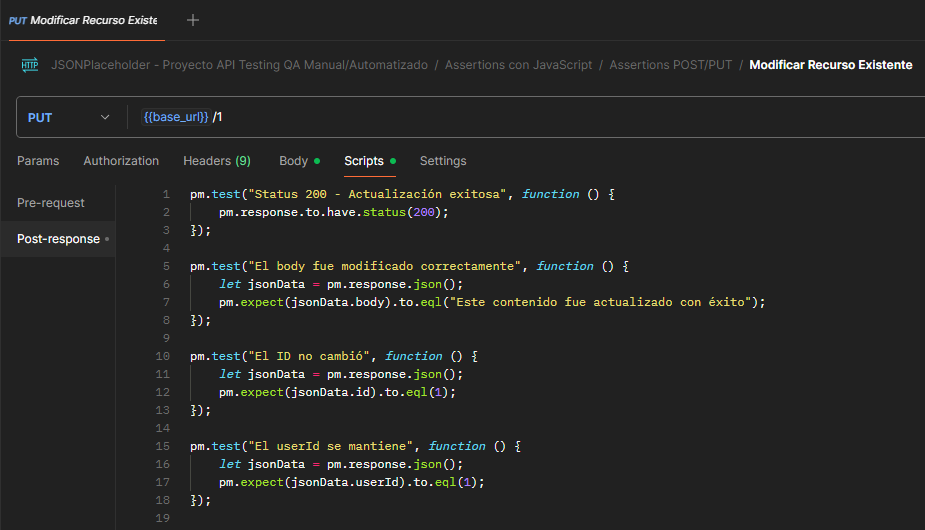 PUT Modificar Recurso Existe
HTTP JSONPlaceholder - Proyecto API Testing QA Manual/Automatizado / Assertions con JavaScript / Assertions POST/PUT / Modificar Recurso Existente
PUT {{base_url}} /1
Params Authorization Headers (9) Body Scripts Settings
Pre-request
Post-response
1 pm.test("Status 200 - Actualización exitosa", function () {
2 pm.response.to.have.status(200);
3 });
4
5 pm.test("El body fue modificado correctamente", function () {
6 let jsonData = pm.response.json();
7 pm.expect(jsonData.body).to.eql("Este contenido fue actualizado con éxito");
8 });
9
10 pm.test("El ID no cambió", function () {
11 let jsonData = pm.response.json();
12 pm.expect(jsonData.id).to.eql(1);
13 });
14
15 pm.test("El userId se mantiene", function () {
16 let jsonData = pm.response.json();
17 pm.expect(jsonData.userId).to.eql(1);
18 });
19